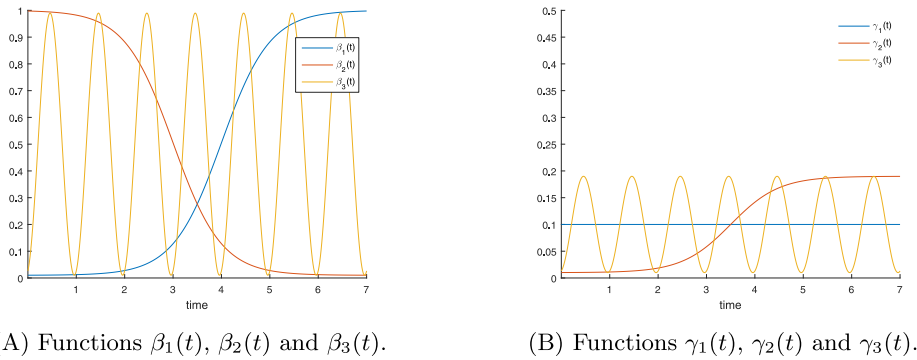 1
0.9
0.8
0.7
0.6
0.5
0.4
0.3
0.2
0.1
0
1 2 3 4 5 6 7
time
β₁(t)
β₂(t)
β₃(t)
0.5
0.45
0.4
0.35
0.3
0.25
0.2
0.15
0.1
0.05
0
1 2 3 4 5 6 7
time
γ₁(t)
γ₂(t)
γ₃(t)
A) Functions β₁(t), β₂(t) and β₃(t).
(B) Functions γ₁(t), γ₂(t) and γ₃(t).